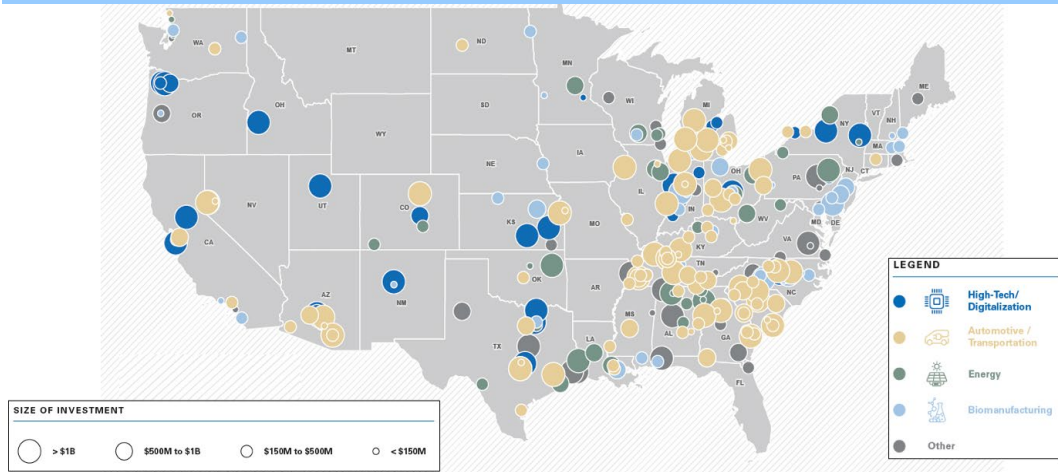 WA
MT
ND
MN
WI
MI
ME
VT
NH
NY
MA
CT
OR
OH
SD
WY
IA
NE
IL
IN
OH
PA
NJ
MD
DE
WV
VA
NV
UT
CO
KS
MO
KY
CA
AZ
NM
OK
AR
TN
NC
TX
LA
MS
AL
GA
FL
LEGEND
High-Tech/
Digitalization
Automotive /
Transportation
Energy
Biomanufacturing
Other
SIZE OF INVESTMENT
> $1B
$500M to $1B
$150M to $500M
< $150M